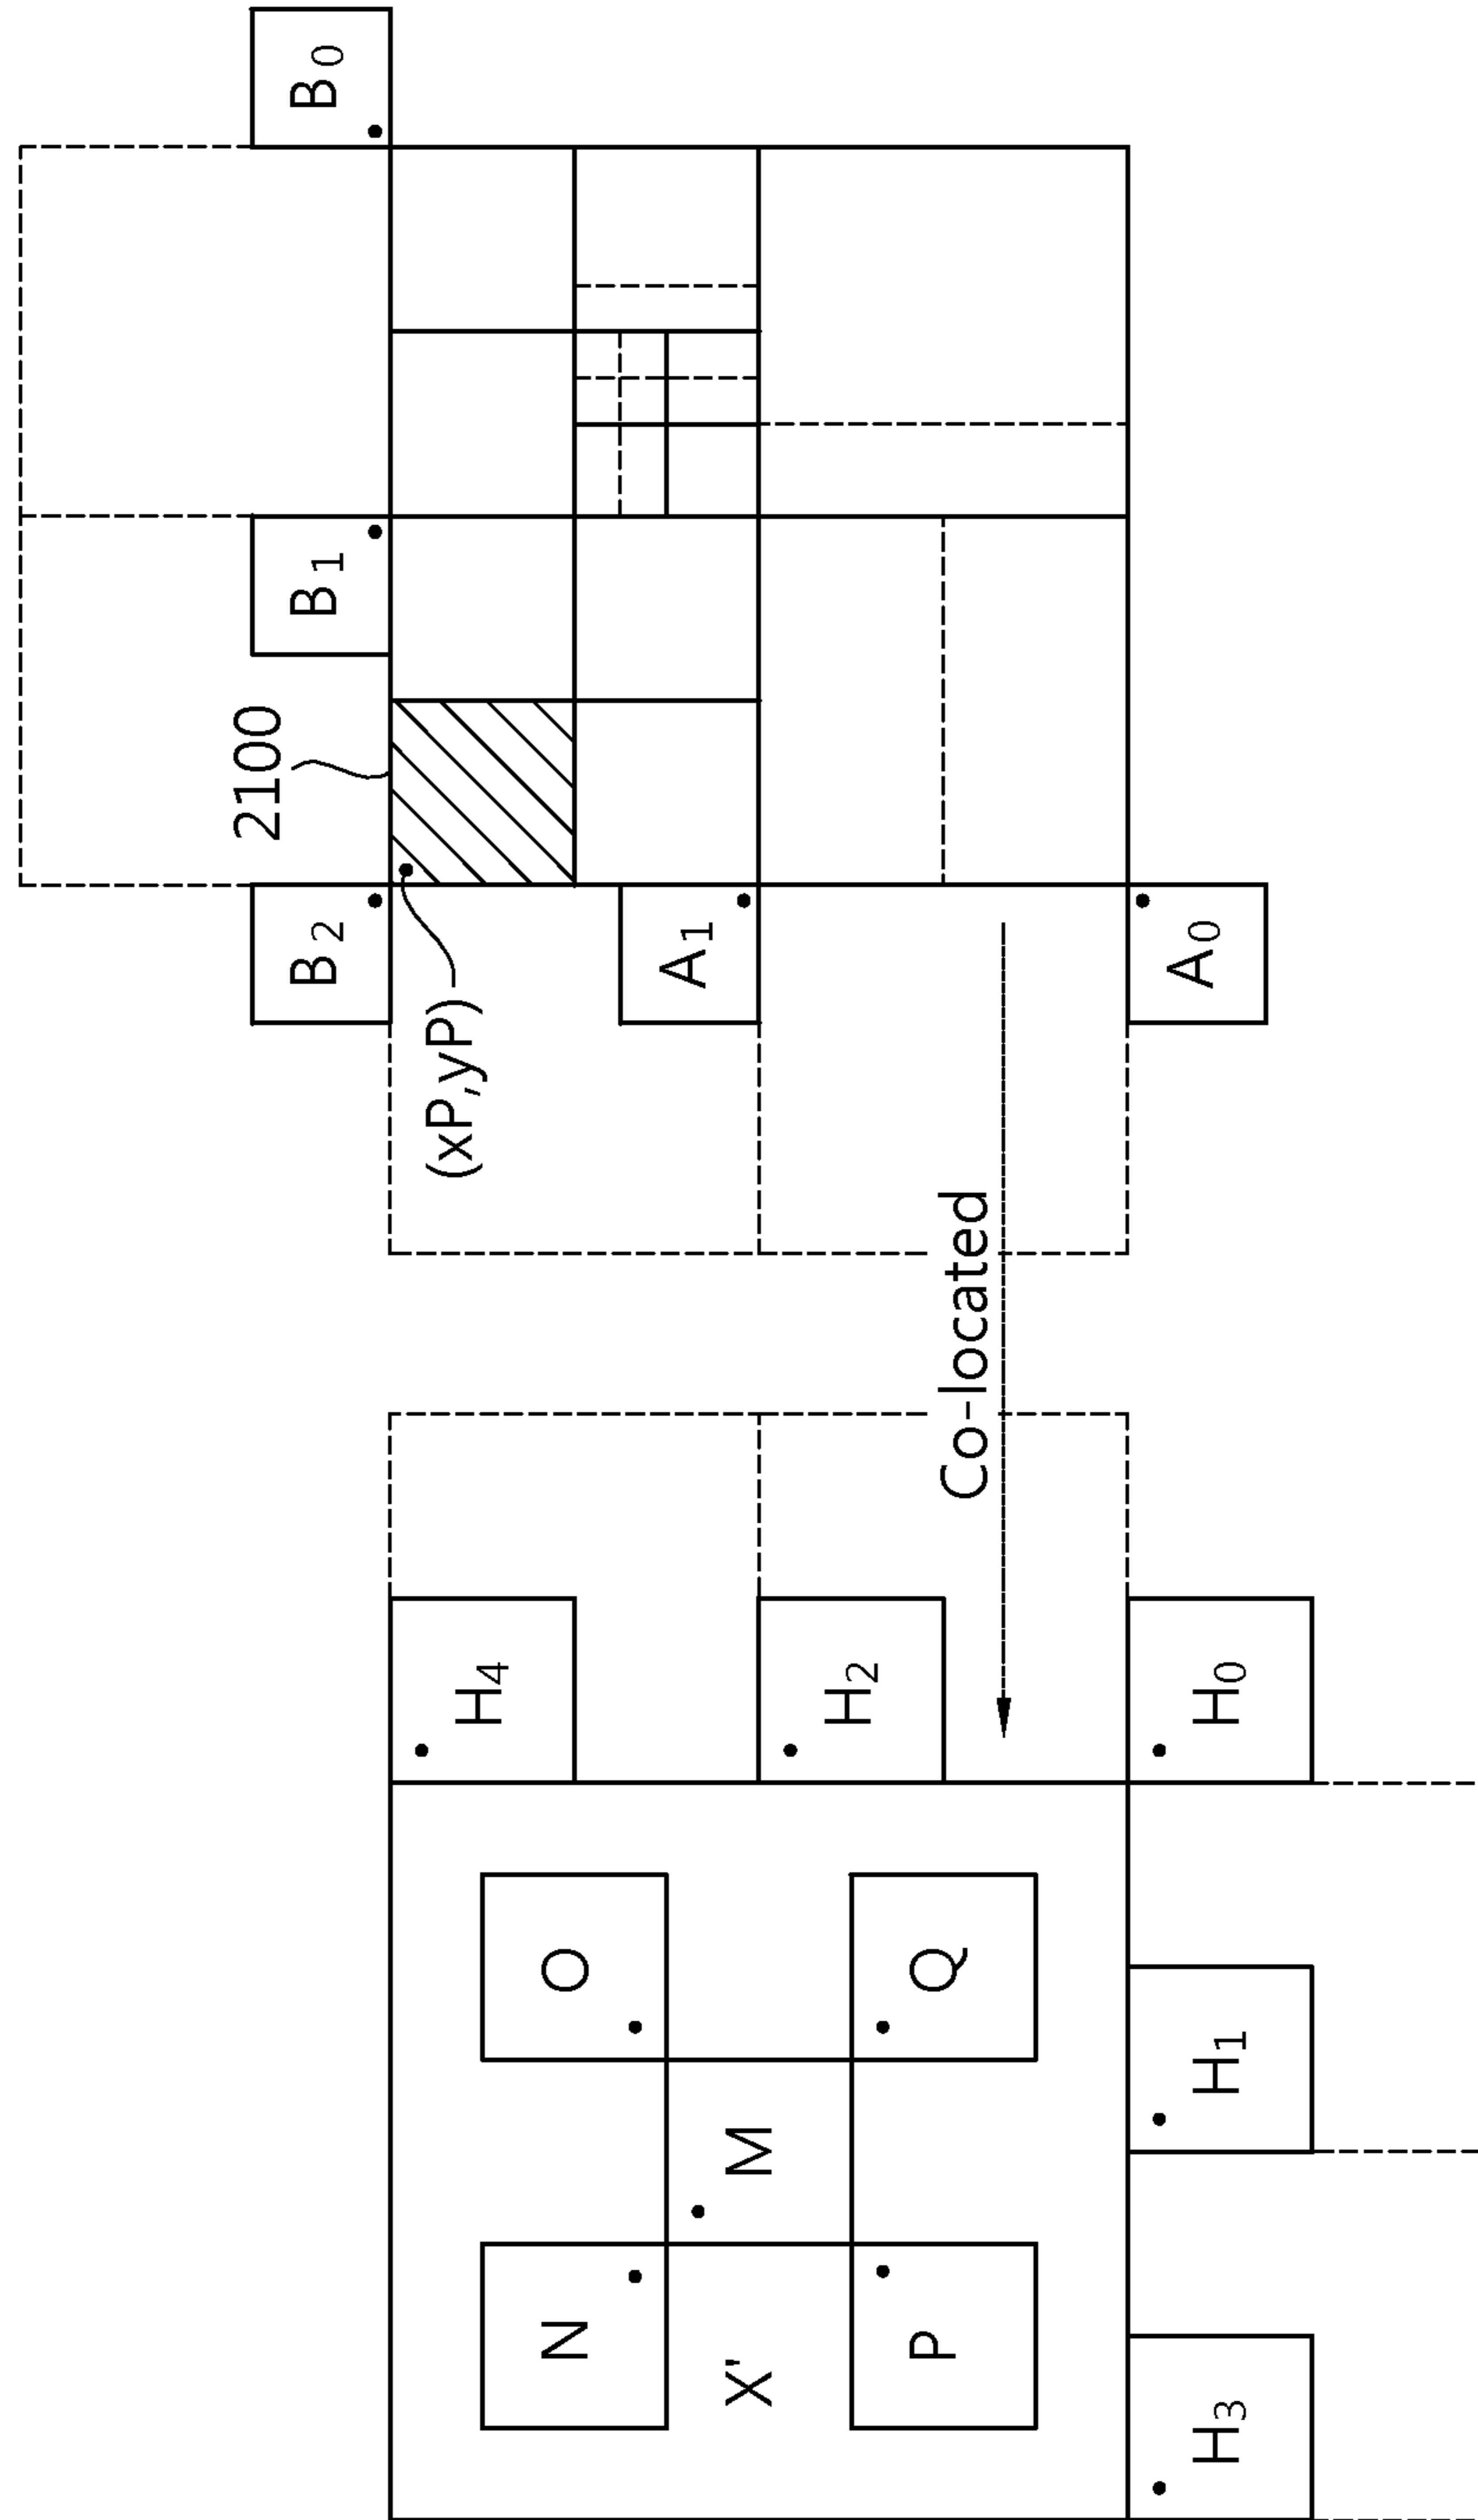 H4
N O
X' M
H2
P Q
H3 H1 H0
Co-located
2100
B2 B1 B0
(xP,yP)
A1
A0